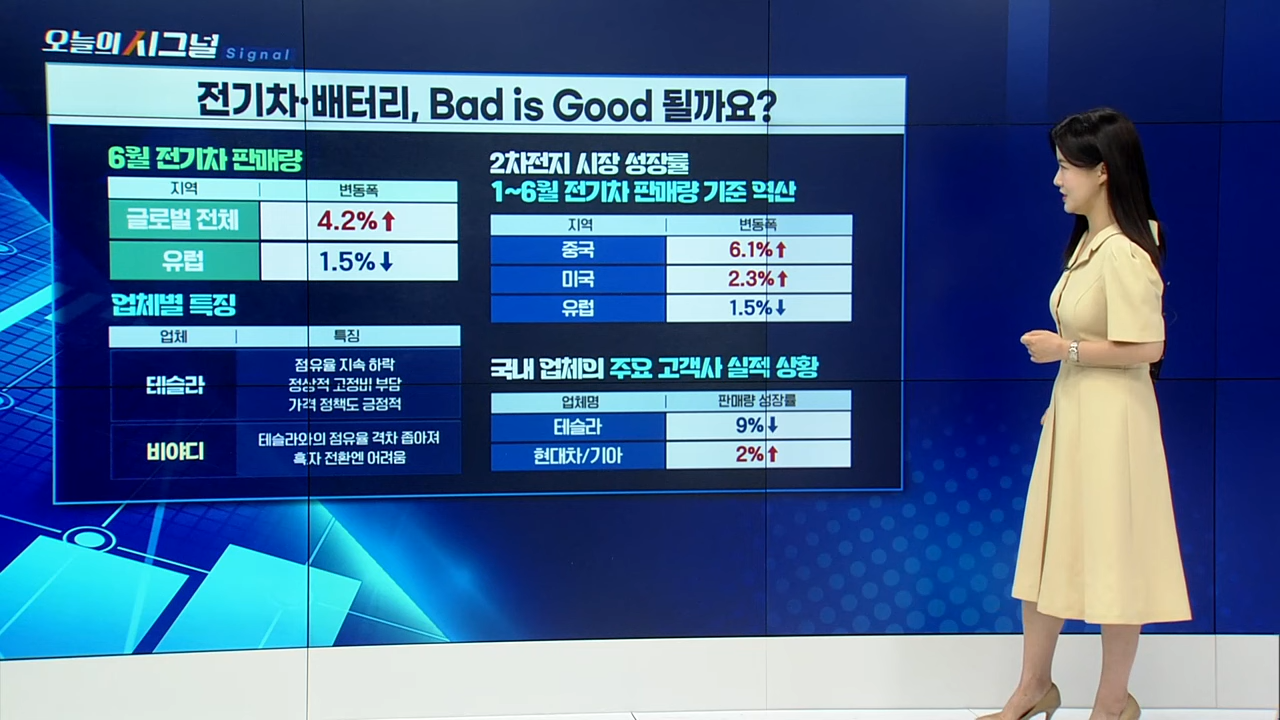 오늘의 시그널 Signal
전기차·배터리, Bad is Good 될까요?
6월 전기차 판매량
지역 변동폭
글로벌 전체 4.2%↑
유럽 1.5%↓
업체별 특징
업체 특징
테슬라
점유율 지속 하락
정상적 고정비 부담
가격 정책도 긍정적
비야디
테슬라와의 점유율 격차 좁아져
흑자 전환엔 어려움
2차전지 시장 성장률
1~6월 전기차 판매량 기준 역산
지역 변동폭
중국 6.1%↑
미국 2.3%↑
유럽 1.5%↓
국내 업체의 주요 고객사 실적 상황
업체명 판매량 성장률
테슬라 9%↓
현대차/기아 2%↑